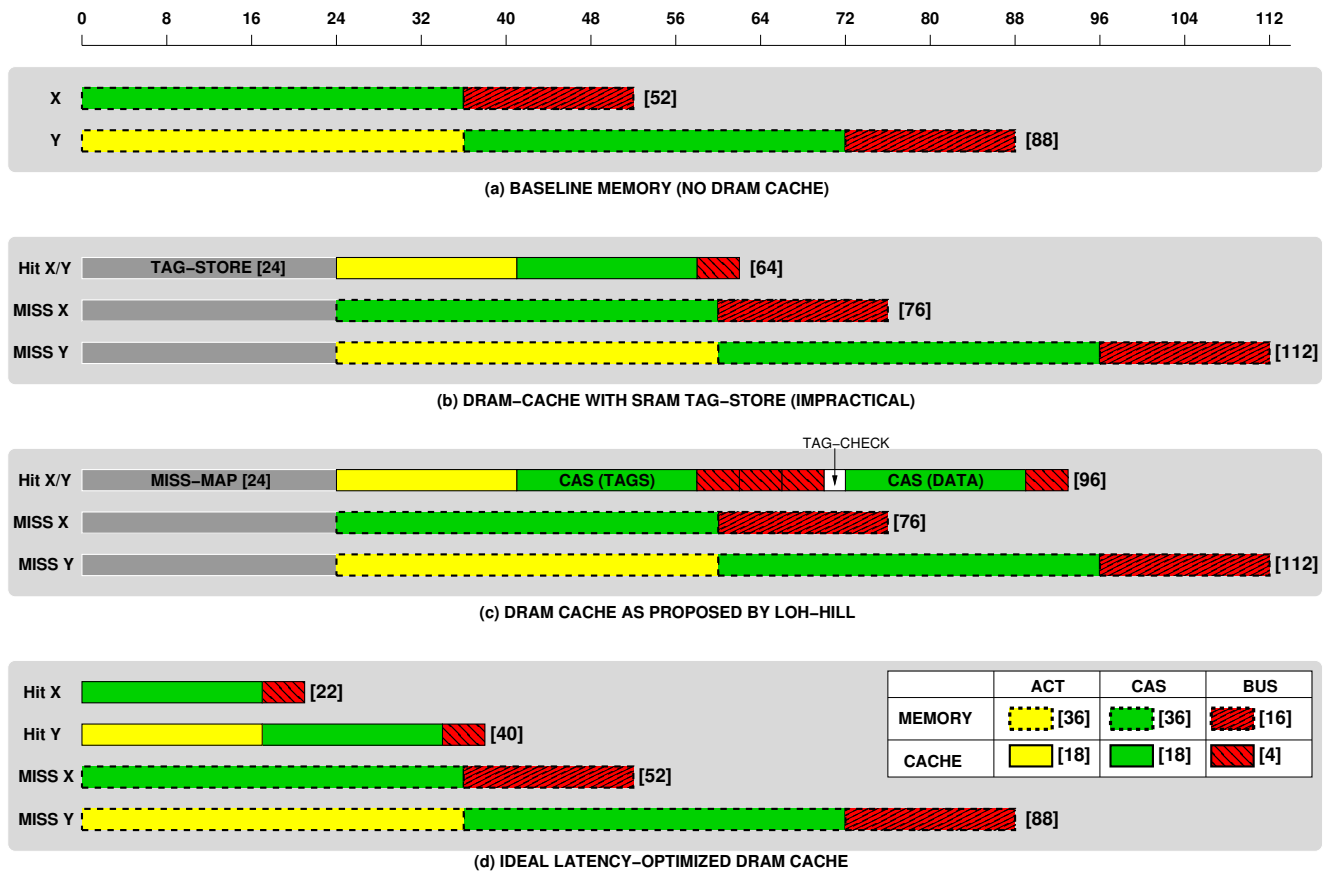 0 8 16 24 32 40 48 56 64 72 80 88 96 104 112
X [52]
Y [88]
(a) BASELINE MEMORY (NO DRAM CACHE)
Hit X/Y TAG−STORE [24] [64]
MISS X [76]
MISS Y [112]
(b) DRAM−CACHE WITH SRAM TAG−STORE (IMPRACTICAL)
TAG−CHECK
Hit X/Y MISS−MAP [24] CAS (TAGS) CAS (DATA) [96]
MISS X [76]
MISS Y [112]
(c) DRAM CACHE AS PROPOSED BY LOH−HILL
Hit X [22]
Hit Y [40]
MISS X [52]
MISS Y [88]
ACT CAS BUS
MEMORY [36] [36] [16]
CACHE [18] [18] [4]
(d) IDEAL LATENCY−OPTIMIZED DRAM CACHE